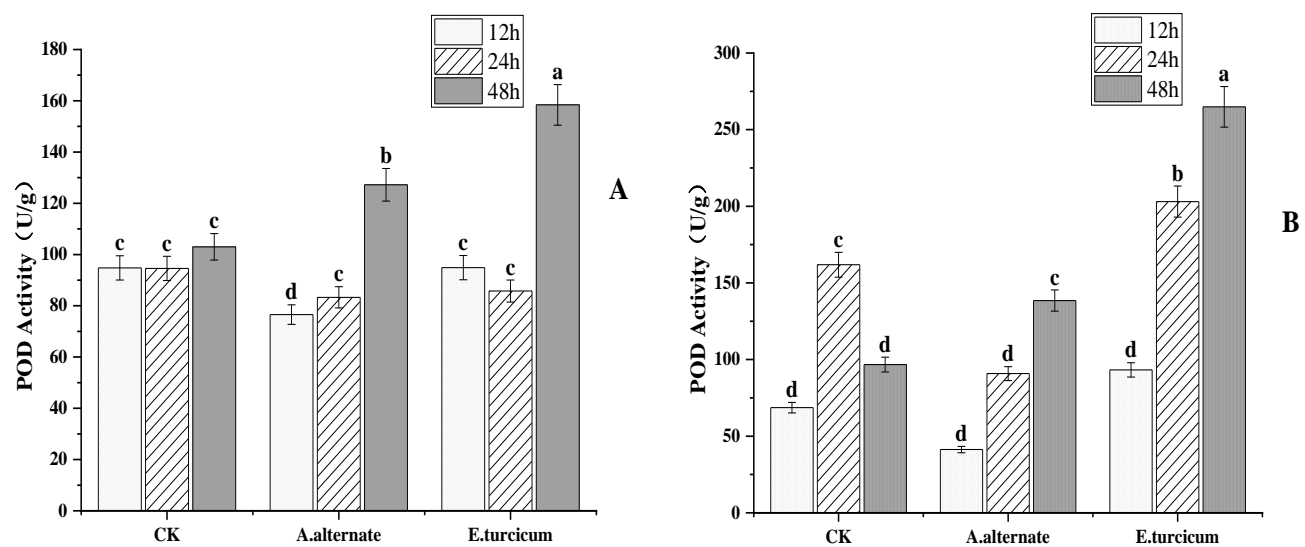 12h
24h
48h
180
160
140
120
100
80
60
40
20
0
POD Activity（U/g）
c
c
c
d
c
b
c
c
a
CK
A.alternate
E.turcicum
A
12h
24h
48h
300
250
200
150
100
50
0
POD Activity（U/g）
d
c
d
d
d
c
d
b
a
CK
A.alternate
E.turcicum
B